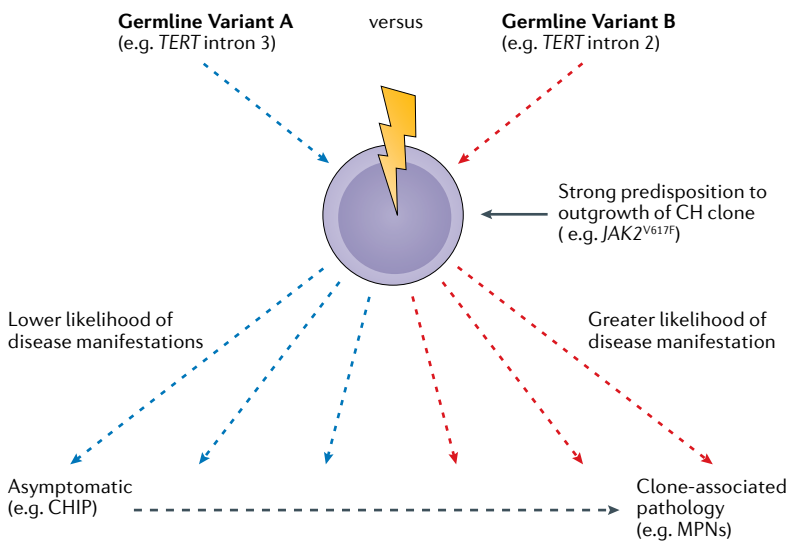 Germline Variant A
(e.g. TERT intron 3)
versus
Germline Variant B
(e.g. TERT intron 2)
Strong predisposition to
outgrowth of CH clone
( e.g. JAK2V617F)
Lower likelihood of
disease manifestations
Greater likelihood of
disease manifestation
Asymptomatic
(e.g. CHIP)
Clone-associated
pathology
(e.g. MPNs)